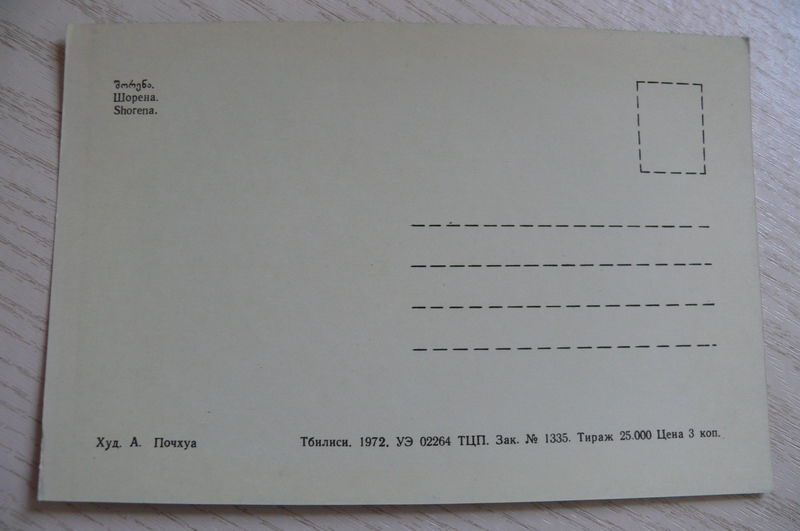 შორენა.
Шорена.
Shorena.
Худ. А. Почхуа
Тбилиси. 1972. УЭ 02264 ТЦП. Зак. № 1335. Тираж 25.000 Цена 3 коп.